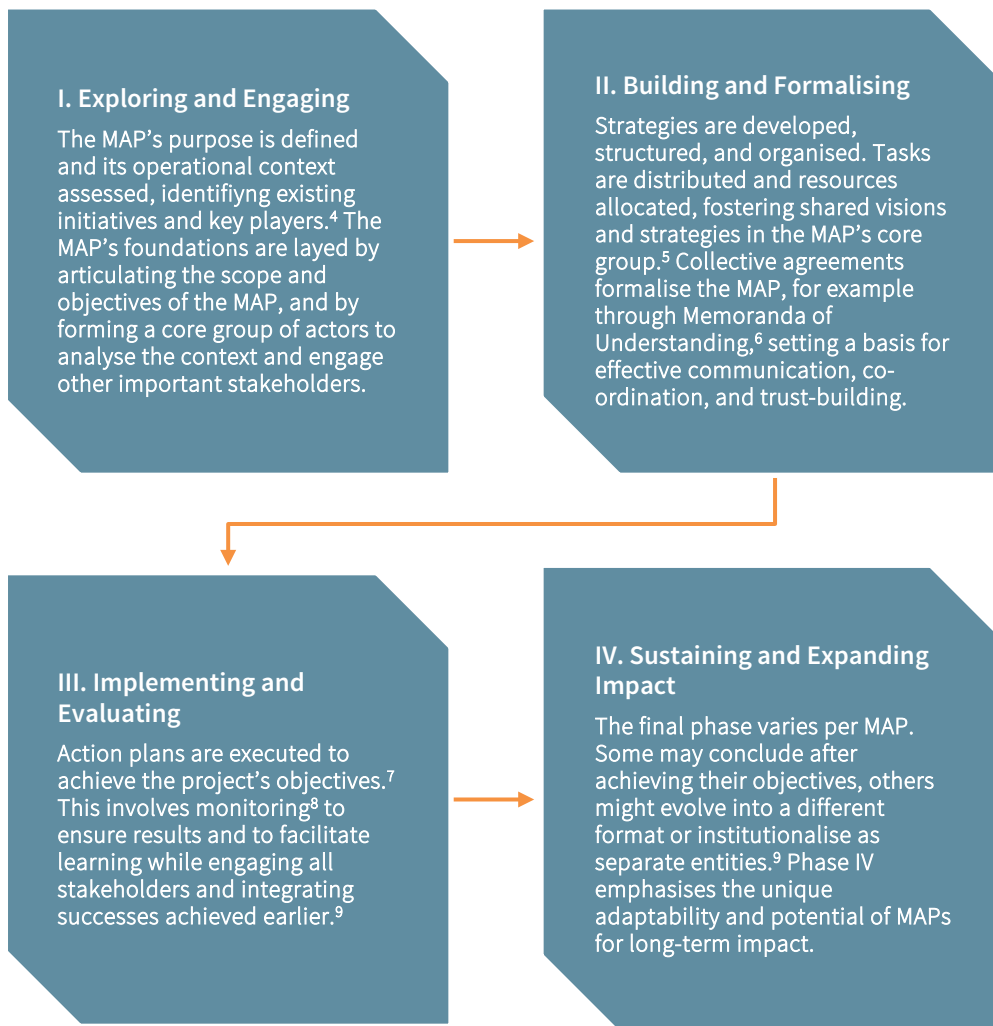 I. Exploring and Engaging
The MAP's purpose is defined
and its operational context
assessed, identifiyng existing
initiatives and key players.⁴ The
MAP's foundations are layed by
articulating the scope and
objectives of the MAP, and by
forming a core group of actors to
analyse the context and engage
other important stakeholders.
II. Building and Formalising
Strategies are developed,
structured, and organised. Tasks
are distributed and resources
allocated, fostering shared visions
and strategies in the MAP's core
group.⁵ Collective agreements
formalise the MAP, for example
through Memoranda of
Understanding,⁶ setting a basis for
effective communication, co-
ordination, and trust-building.
III. Implementing and
Evaluating
Action plans are executed to
achieve the project's objectives.⁷
This involves monitoring⁸ to
ensure results and to facilitate
learning while engaging all
stakeholders and integrating
successes achieved earlier.⁹
IV. Sustaining and Expanding
Impact
The final phase varies per MAP.
Some may conclude after
achieving their objectives, others
might evolve into a different
format or institutionalise as
separate entities.⁹ Phase IV
emphasises the unique
adaptability and potential of MAPs
for long-term impact.